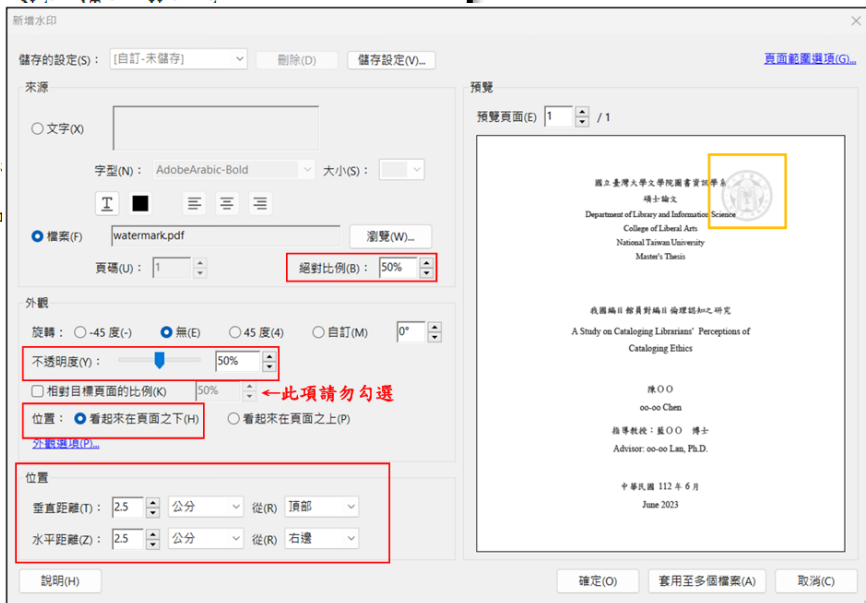 新增水印
儲存的設定(S)： [自訂-未儲存] 刪除(D) 儲存設定(V)... 頁面範圍選項(G)...
來源
文字(X)
字型(N)： AdobeArabic-Bold 大小(S)：
檔案(F) watermark.pdf 瀏覽(W)...
頁碼(U)： 1 絕對比例(B)： 50%
外觀
旋轉： -45 度(-) 無(E) 45 度(4) 自訂(M) 0°
不透明度(Y)： 50%
相對目標頁面的比例(K) 50% ←此項請勿勾選
位置： 看起來在頁面之下(H) 看起來在頁面之上(P)
外觀選項(P)...
位置
垂直距離(T)： 2.5 公分 從(R) 頂部
水平距離(Z)： 2.5 公分 從(R) 右邊
預覽
預覽頁面(E) 1 / 1
國立臺灣大學文學院圖書資訊學系
碩士論文
Department of Library and Information Science
College of Liberal Arts
National Taiwan University
Master's Thesis
我國編目館員對編目倫理認知之研究
A Study on Cataloging Librarians' Perceptions of
Cataloging Ethics
陳○○
oo-oo Chen
指導教授：藍○○ 博士
Advisor: oo-oo Lan, Ph.D.
中華民國 112 年 6 月
June 2023
說明(H) 確定(O) 套用至多個檔案(A) 取消(C)